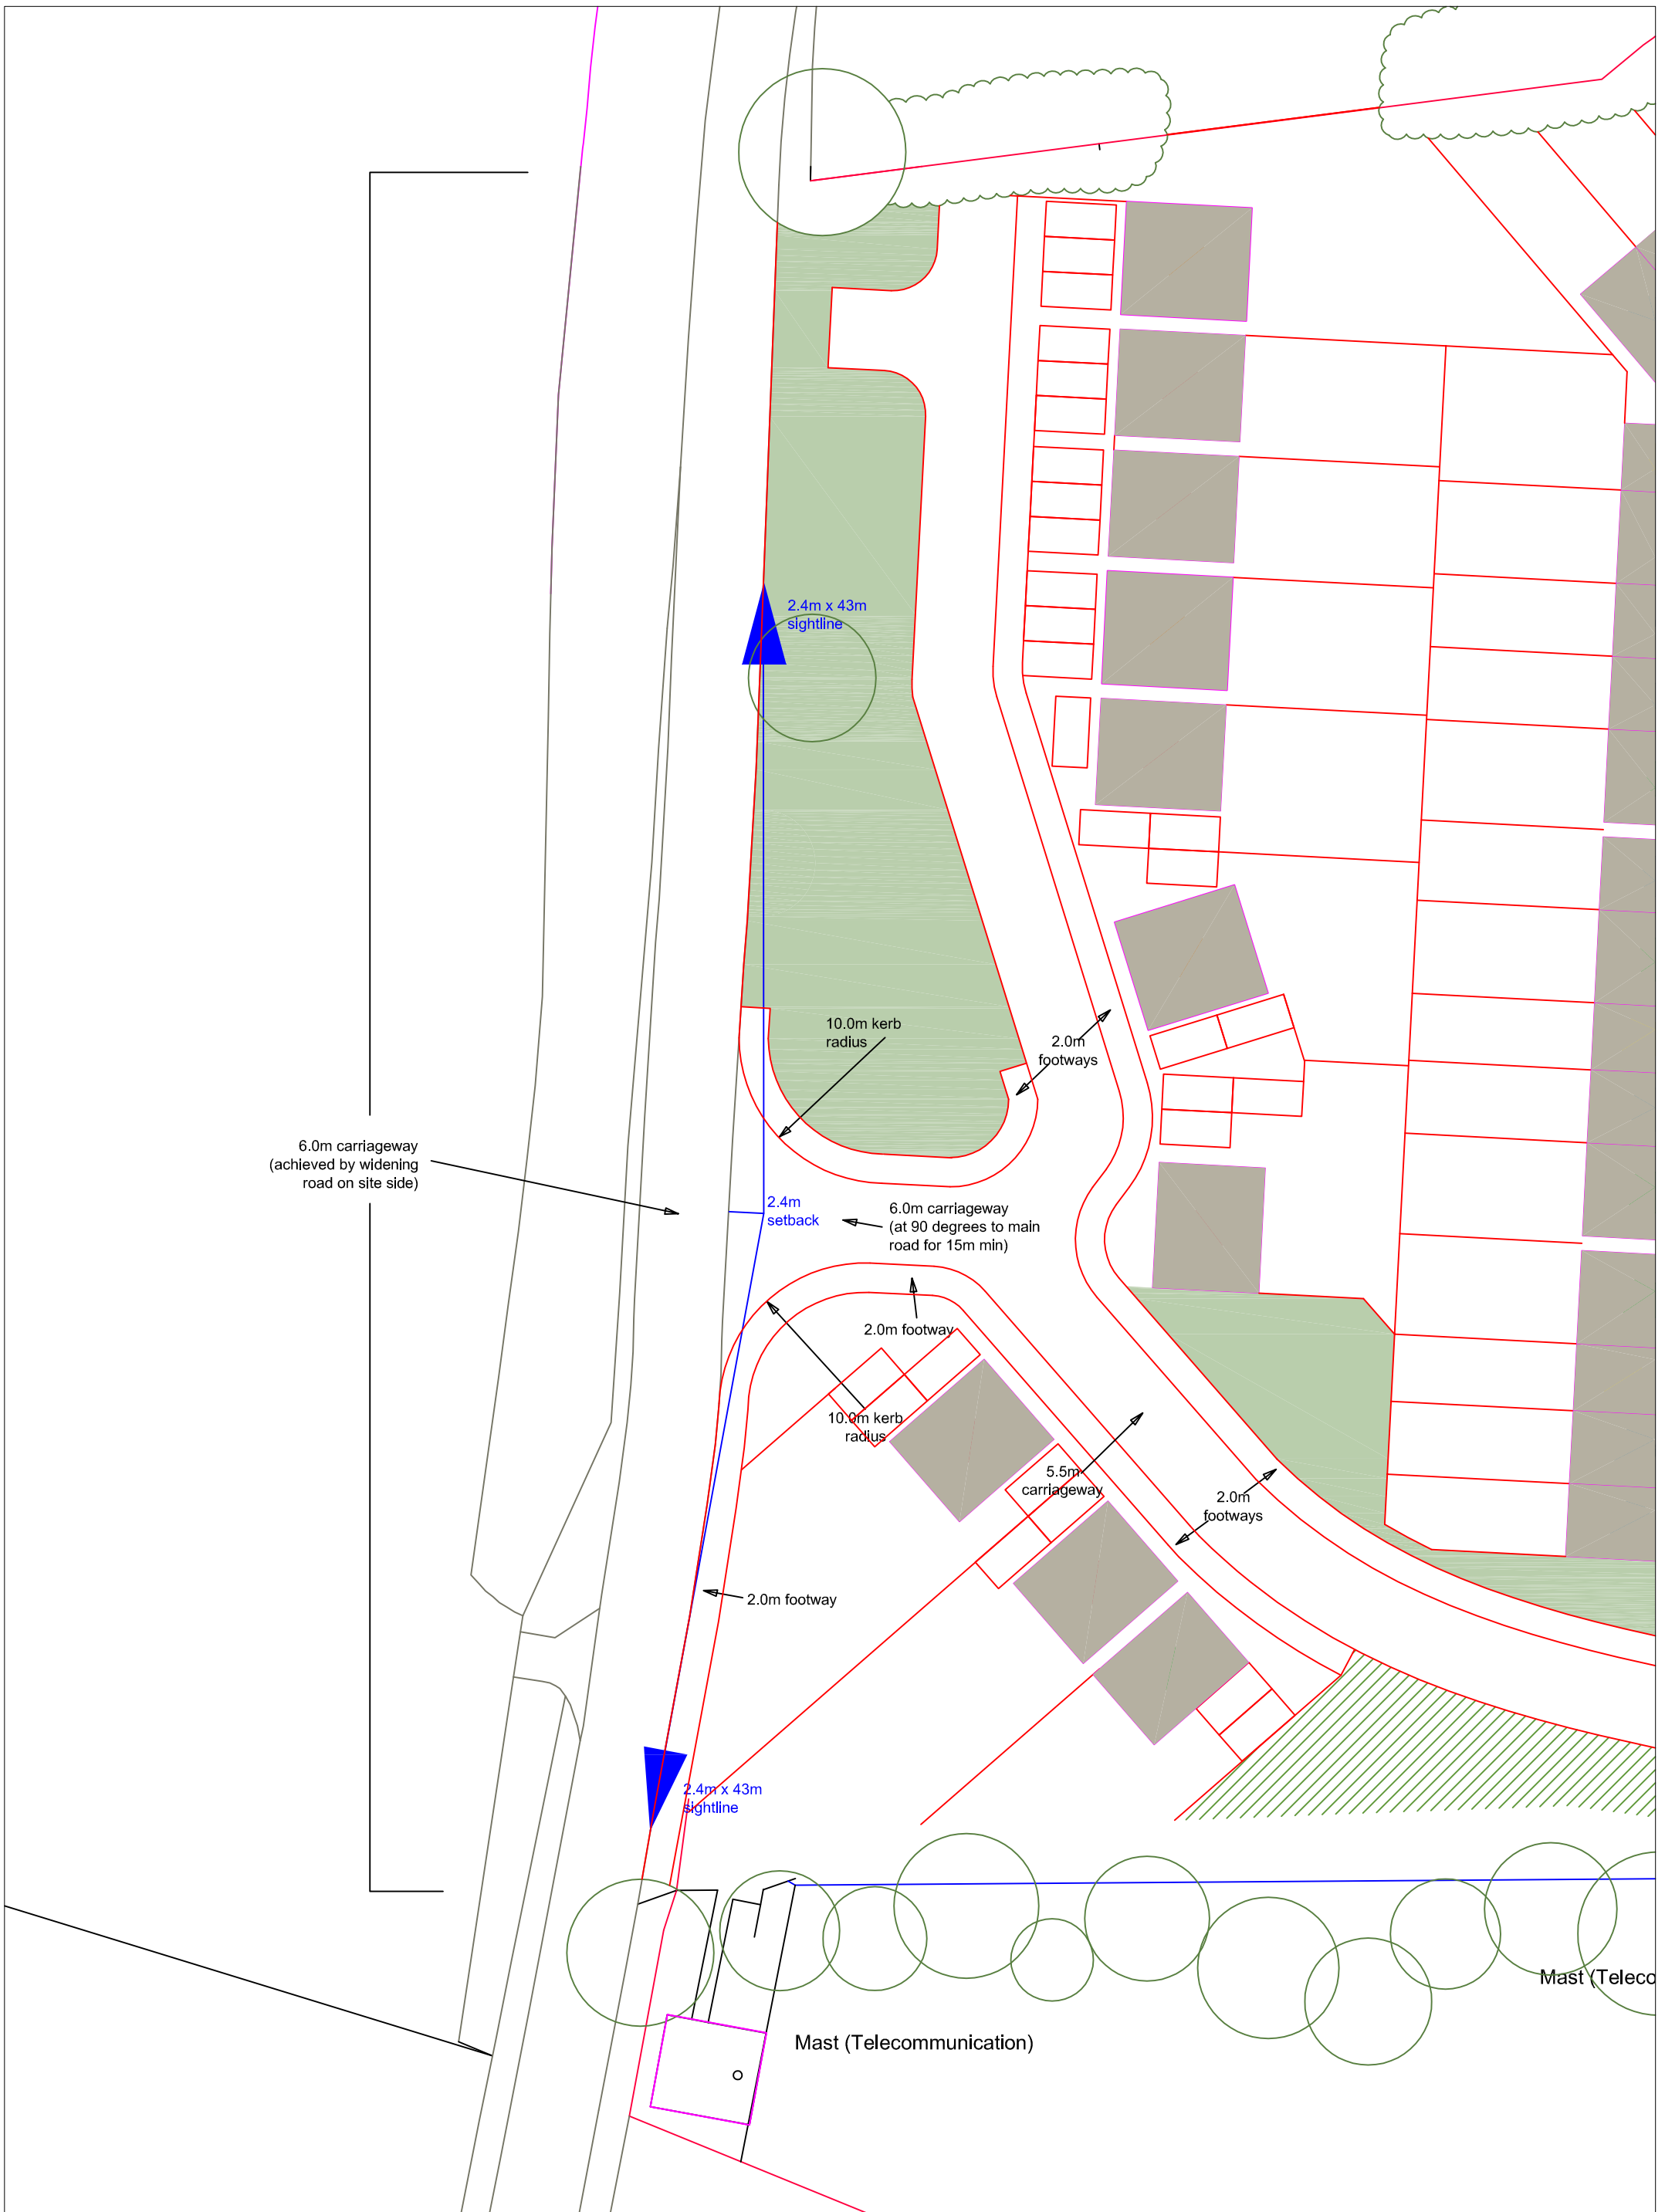 2.4m x 43m
sightline
10.0m kerb
radius
2.0m
footways
6.0m carriageway
(achieved by widening
road on site side)
2.4m
setback
6.0m carriageway
(at 90 degrees to main
road for 15m min)
2.0m footway
10.0m kerb
radius
5.5m
carriageway
2.0m
footways
2.0m footway
2.4m x 43m
sightline
Mast (Teleco
Mast (Telecommunication)